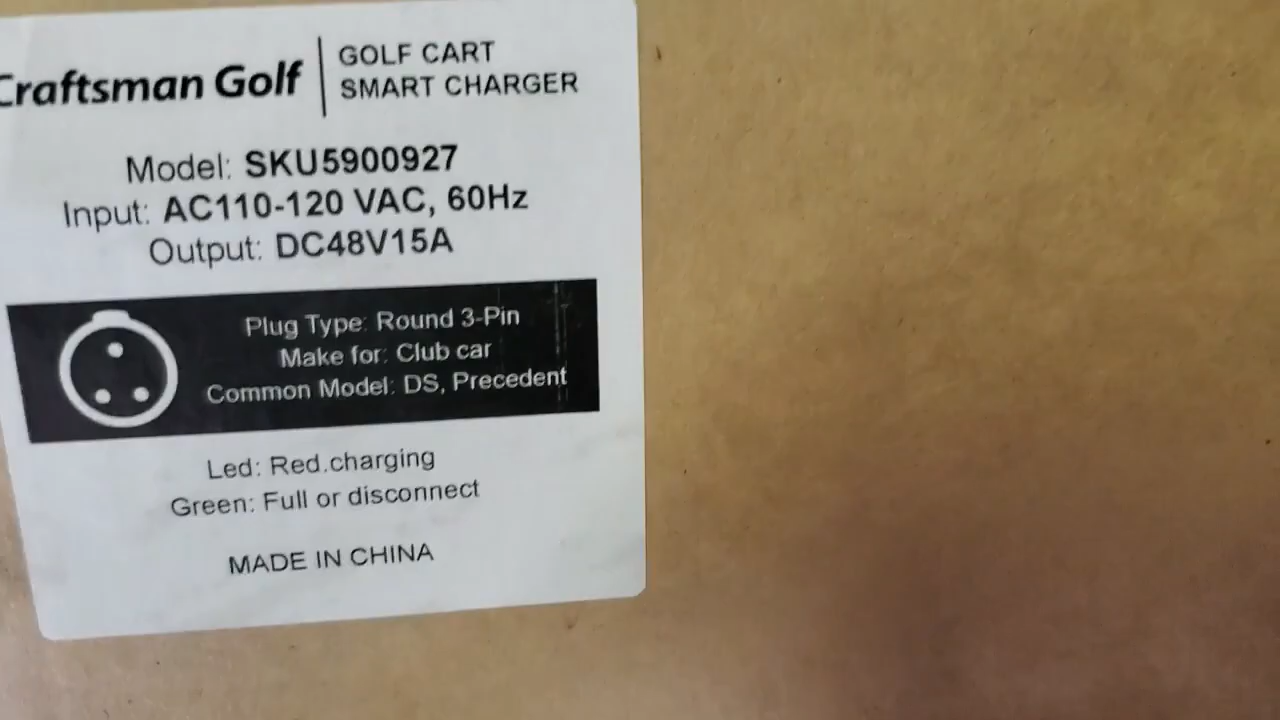 Craftsman Golf
GOLF CART
SMART CHARGER
Model: SKU5900927
Input: AC110-120 VAC, 60Hz
Output: DC48V15A
Plug Type: Round 3-Pin
Make for: Club car
Common Model: DS, Precedent
Led: Red.charging
Green: Full or disconnect
MADE IN CHINA